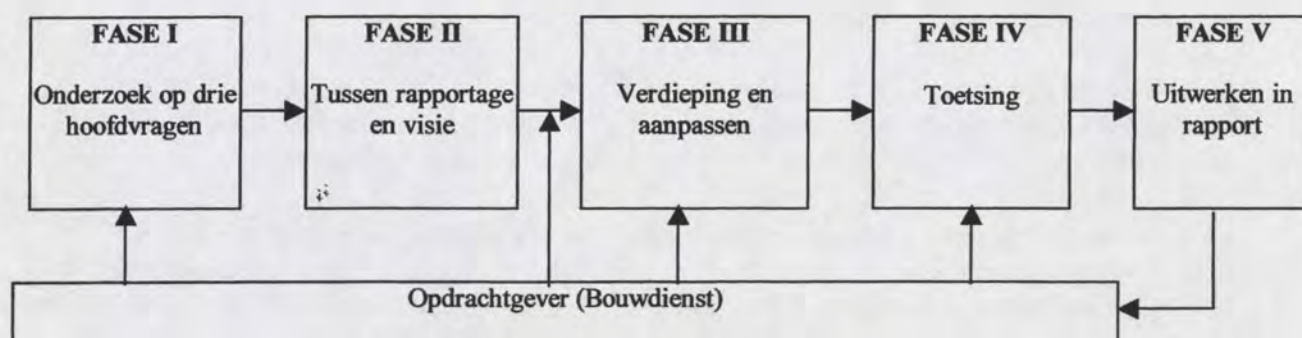 FASE I
Onderzoek op drie
hoofdvragen
FASE II
Tussen rapportage
en visie
FASE III
Verdieping en
aanpassen
FASE IV
Toetsing
FASE V
Uitwerken in
rapport
Opdrachtgever (Bouwdienst)